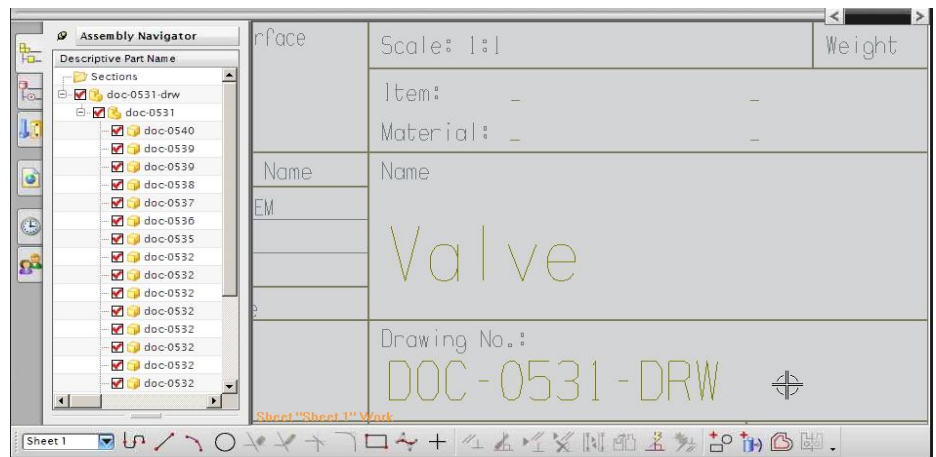 Assembly Navigator
Descriptive Part Name
Sections
doc-0531-drw
doc-0531
doc-0540
doc-0539
doc-0539
doc-0538
doc-0537
doc-0536
doc-0535
doc-0532
doc-0532
doc-0532
doc-0532
doc-0532
doc-0532
doc-0532
doc-0532
rface
Scale: 1:1
Weight
Item: _ _
Material: _ _
Name
Name
EM
Valve
e
Drawing No.:
DOC-0531-DRW
Sheet "Sheet 1" Work
Sheet 1